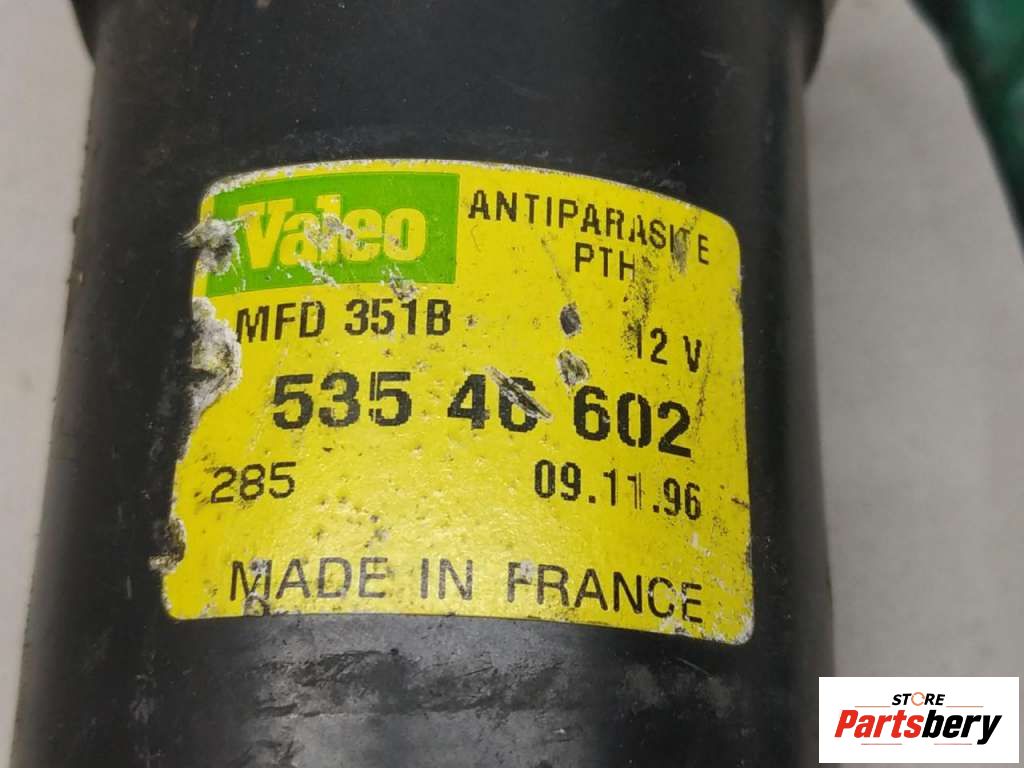 Valeo
ANTIPARASITE
PTH
MFD 351B
12 V
535 46 602
285
09.11.96
MADE IN FRANCE
STORE
Partsbery